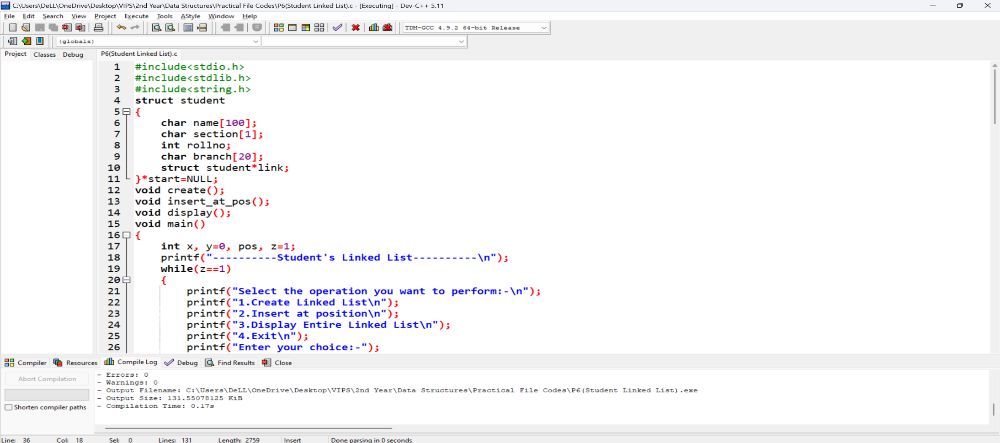 C:\Users\DeLL\OneDrive\Desktop\VIPS\2nd Year\Data Structures\Practical File Codes\P6(Student Linked List).c - [Executing] - Dev-C++ 5.11
File Edit Search View Project Execute Tools AStyle Window Help
TDM-GCC 4.9.2 64-bit Release
(globals)
Project Classes Debug P6(Student Linked List).c
1 #include<stdio.h>
2 #include<stdlib.h>
3 #include<string.h>
4 struct student
5 {
6 char name[100];
7 char section[1];
8 int rollno;
9 char branch[20];
10 struct student*link;
11 }*start=NULL;
12 void create();
13 void insert_at_pos();
14 void display();
15 void main()
16 {
17 int x, y=0, pos, z=1;
18 printf("----------Student's Linked List----------\n");
19 while(z==1)
20 {
21 printf("Select the operation you want to perform:-\n");
22 printf("1.Create Linked List\n");
23 printf("2.Insert at position\n");
24 printf("3.Display Entire Linked List\n");
25 printf("4.Exit\n");
26 printf("Enter your choice:-");
Compiler Resources Compile Log Debug Find Results Close
Abort Compilation
Shorten compiler paths
- Errors: 0
- Warnings: 0
- Output Filename: C:\Users\DeLL\OneDrive\Desktop\VIPS\2nd Year\Data Structures\Practical File Codes\P6(Student Linked List).exe
- Output Size: 131.55078125 KiB
- Compilation Time: 0.17s
Line: 36 Col: 18 Sel: 0 Lines: 131 Length: 2759 Insert Done parsing in 0 seconds